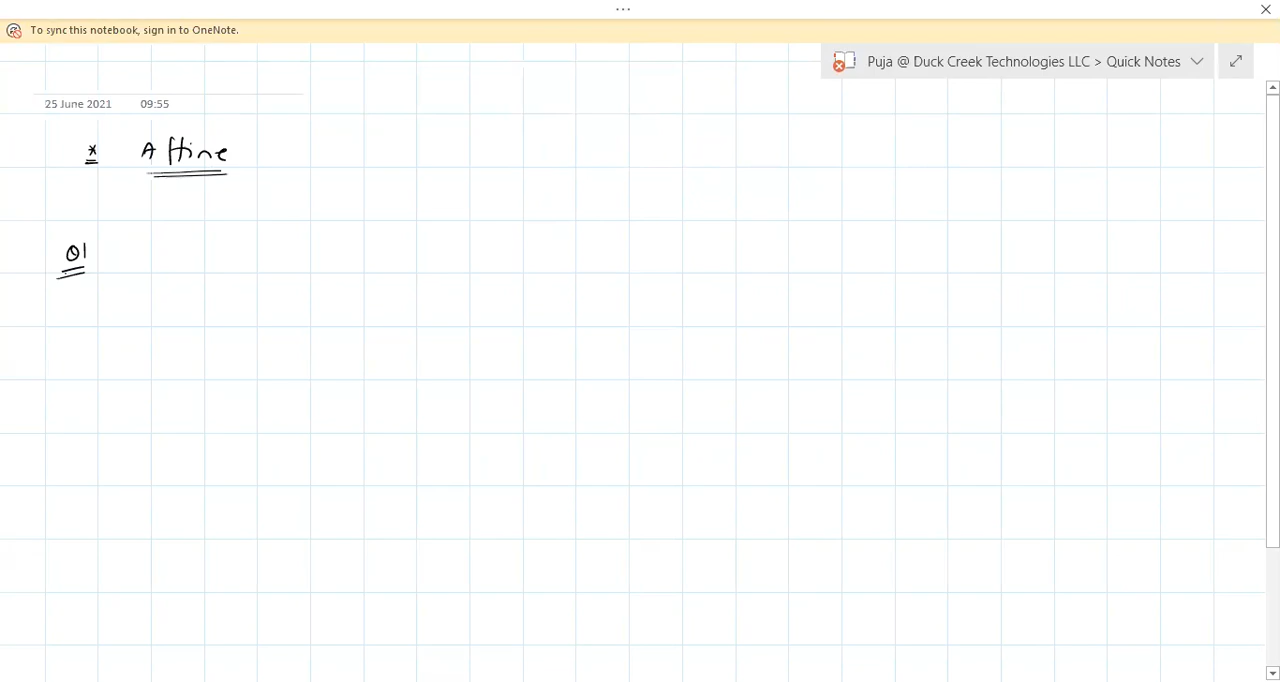 To sync this notebook, sign in to OneNote.
Puja @ Duck Creek Technologies LLC > Quick Notes
25 June 2021 09:55
* Affine
01